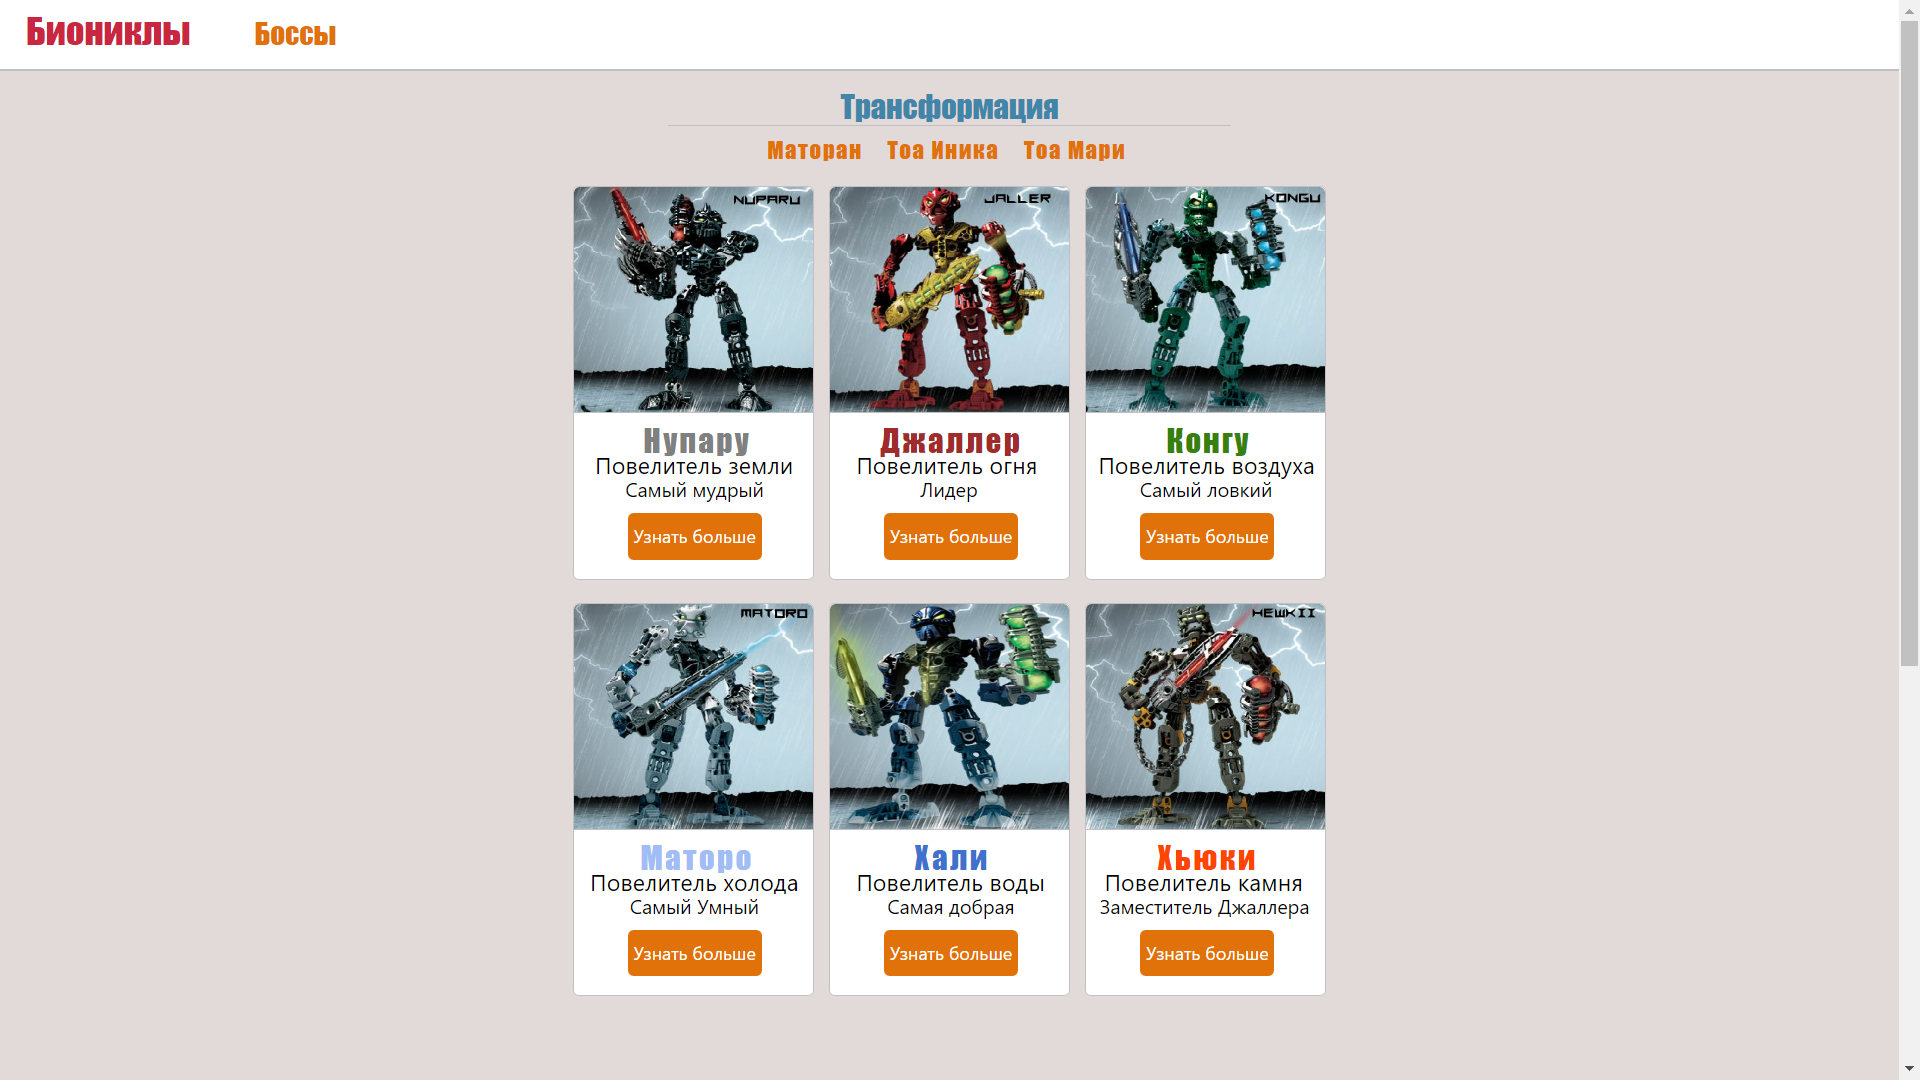 Биониклы Боссы
Трансформация
Маторан Тоа Иника Тоа Мари
NUPARU
JALLER
KONGU
Нупару
Повелитель земли
Самый мудрый
Узнать больше
Джаллер
Повелитель огня
Лидер
Узнать больше
Конгу
Повелитель воздуха
Самый ловкий
Узнать больше
MATORO
HEWKII
Маторо
Повелитель холода
Самый Умный
Узнать больше
Хали
Повелитель воды
Самая добрая
Узнать больше
Хьюки
Повелитель камня
Заместитель Джаллера
Узнать больше